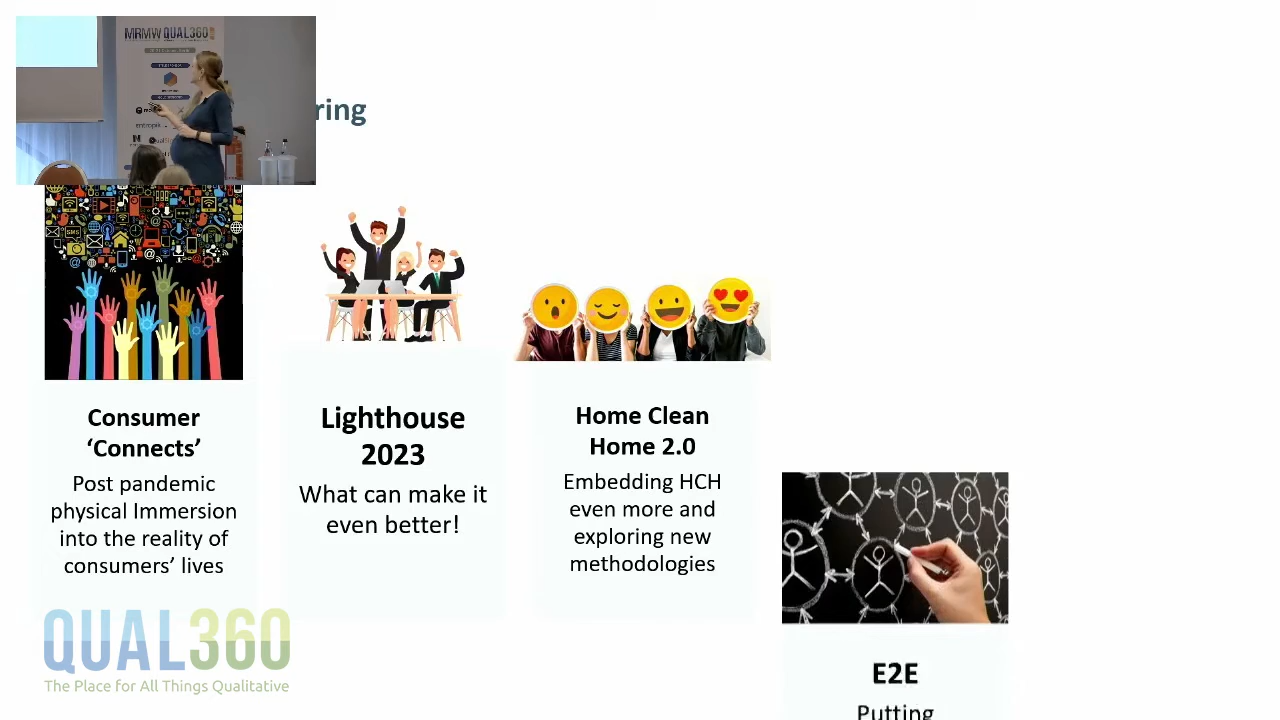 MRMW QUAL360
ring
SMS
Consumer
‘Connects’
Post pandemic
physical Immersion
into the reality of
consumers’ lives
Lighthouse
2023
What can make it
even better!
Home Clean
Home 2.0
Embedding HCH
even more and
exploring new
methodologies
E2E
Putting
QUAL360
The Place for All Things Qualitative